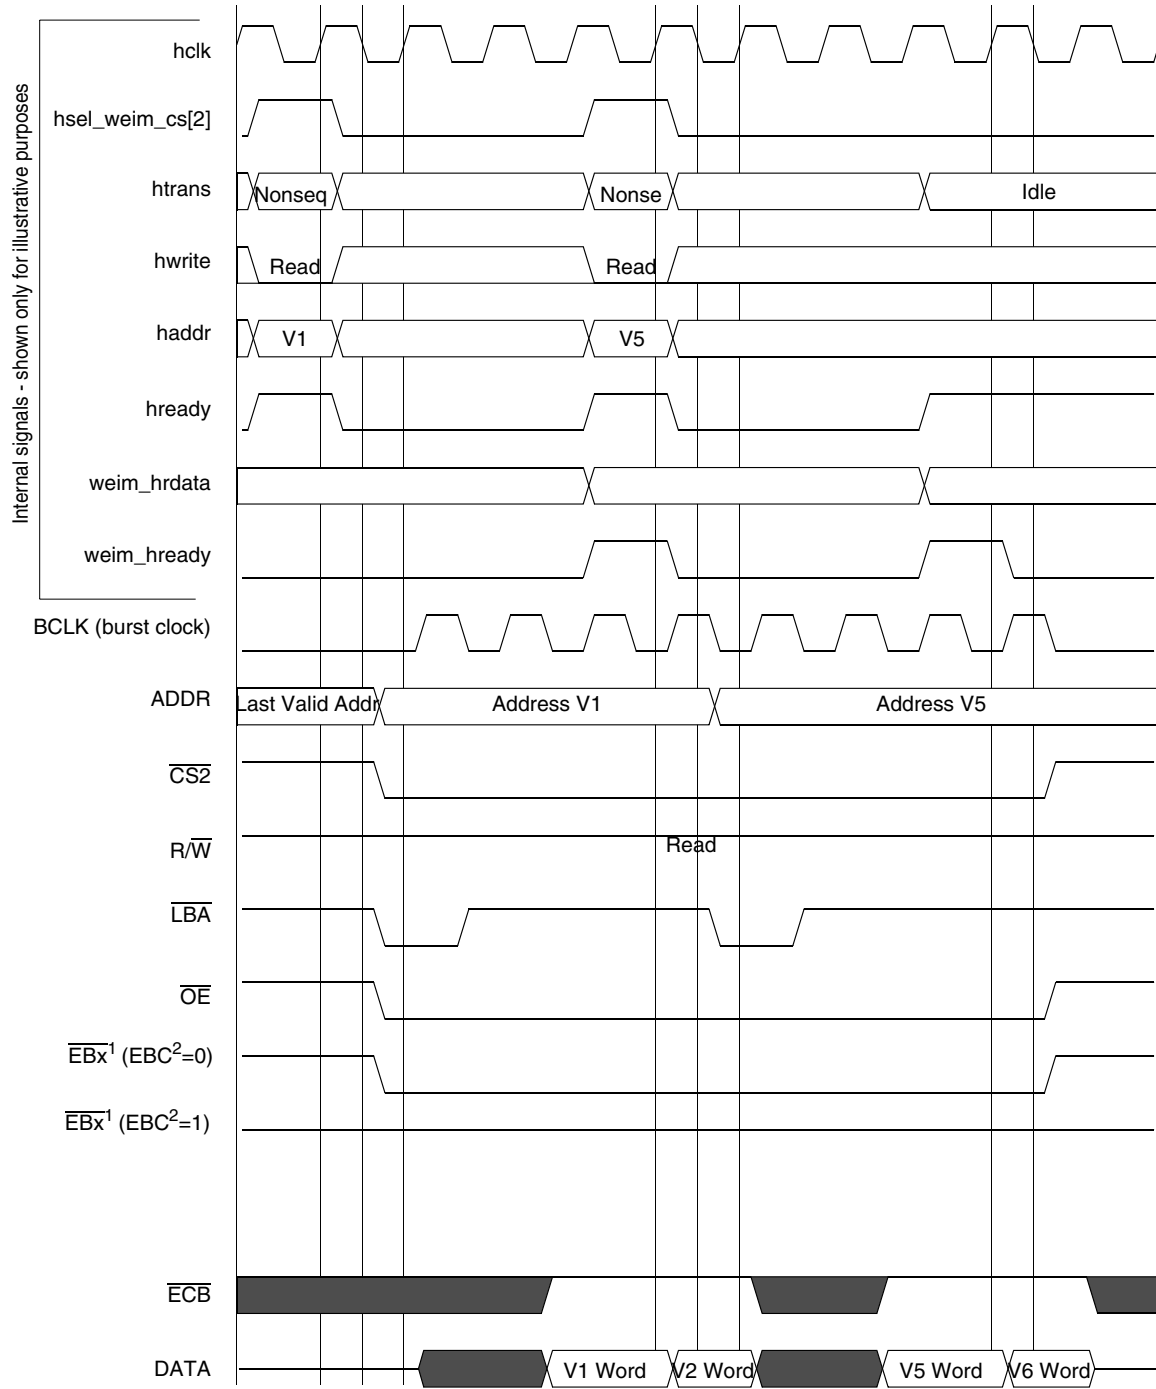 Internal signals - shown only for illustrative purposes
hclk
hsel_weim_cs[2]
htrans Nonseq Nonse Idle
hwrite Read Read
haddr V1 V5
hready
weim_hrdata
weim_hready
BCLK (burst clock)
ADDR Last Valid Addr Address V1 Address V5
CS2
R/W Read
LBA
OE
EBx1 (EBC2=0)
EBx1 (EBC2=1)
ECB
DATA V1 Word V2 Word V5 Word V6 Word